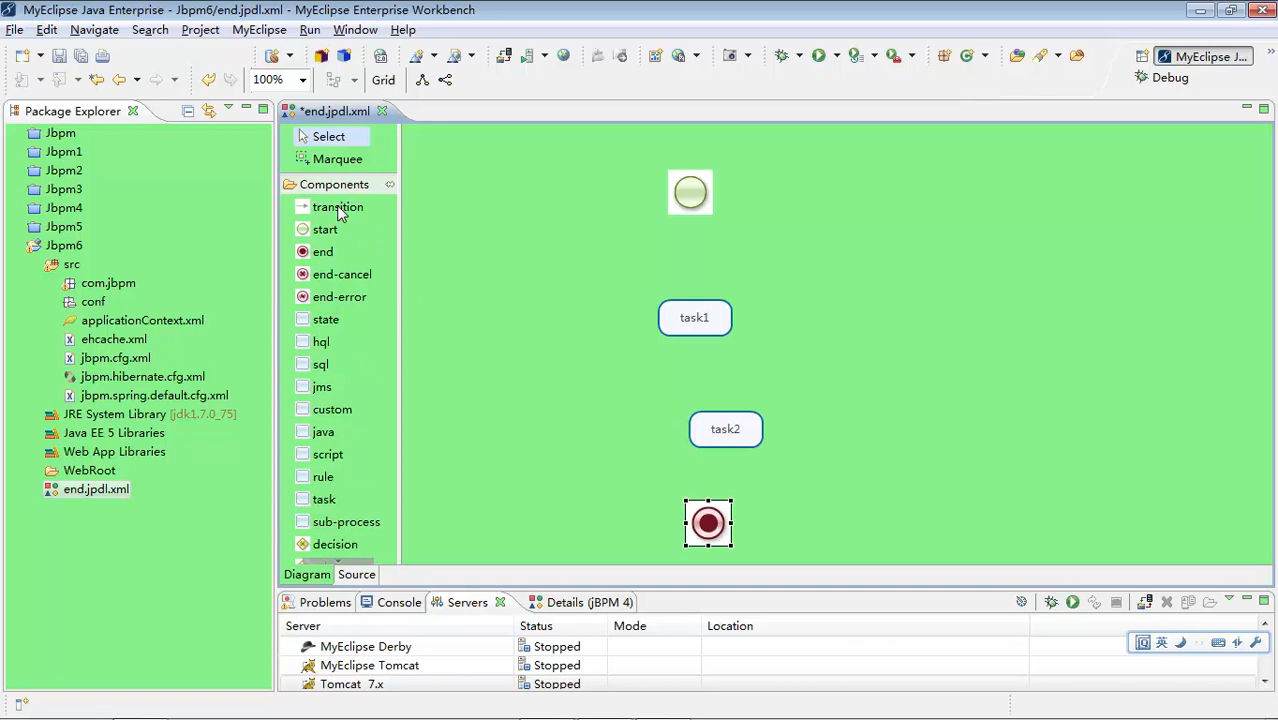 MyEclipse Java Enterprise - Jbpm6/end.jpdl.xml - MyEclipse Enterprise Workbench
File Edit Navigate Search Project MyEclipse Run Window Help
MyEclipse J...
100% Grid
Debug
Package Explorer
*end.jpdl.xml
Jbpm
Jbpm1
Jbpm2
Jbpm3
Jbpm4
Jbpm5
Jbpm6
src
com.jbpm
conf
applicationContext.xml
ehcache.xml
jbpm.cfg.xml
jbpm.hibernate.cfg.xml
jbpm.spring.default.cfg.xml
JRE System Library [jdk1.7.0_75]
Java EE 5 Libraries
Web App Libraries
WebRoot
end.jpdl.xml
Select
Marquee
Components
transition
start
end
end-cancel
end-error
state
hql
sql
jms
custom
java
script
rule
task
sub-process
decision
task1
task2
Diagram Source
Problems Console Servers Details (jBPM 4)
Server Status Mode Location
MyEclipse Derby Stopped
MyEclipse Tomcat Stopped
Tomcat 7.x Stopped
英